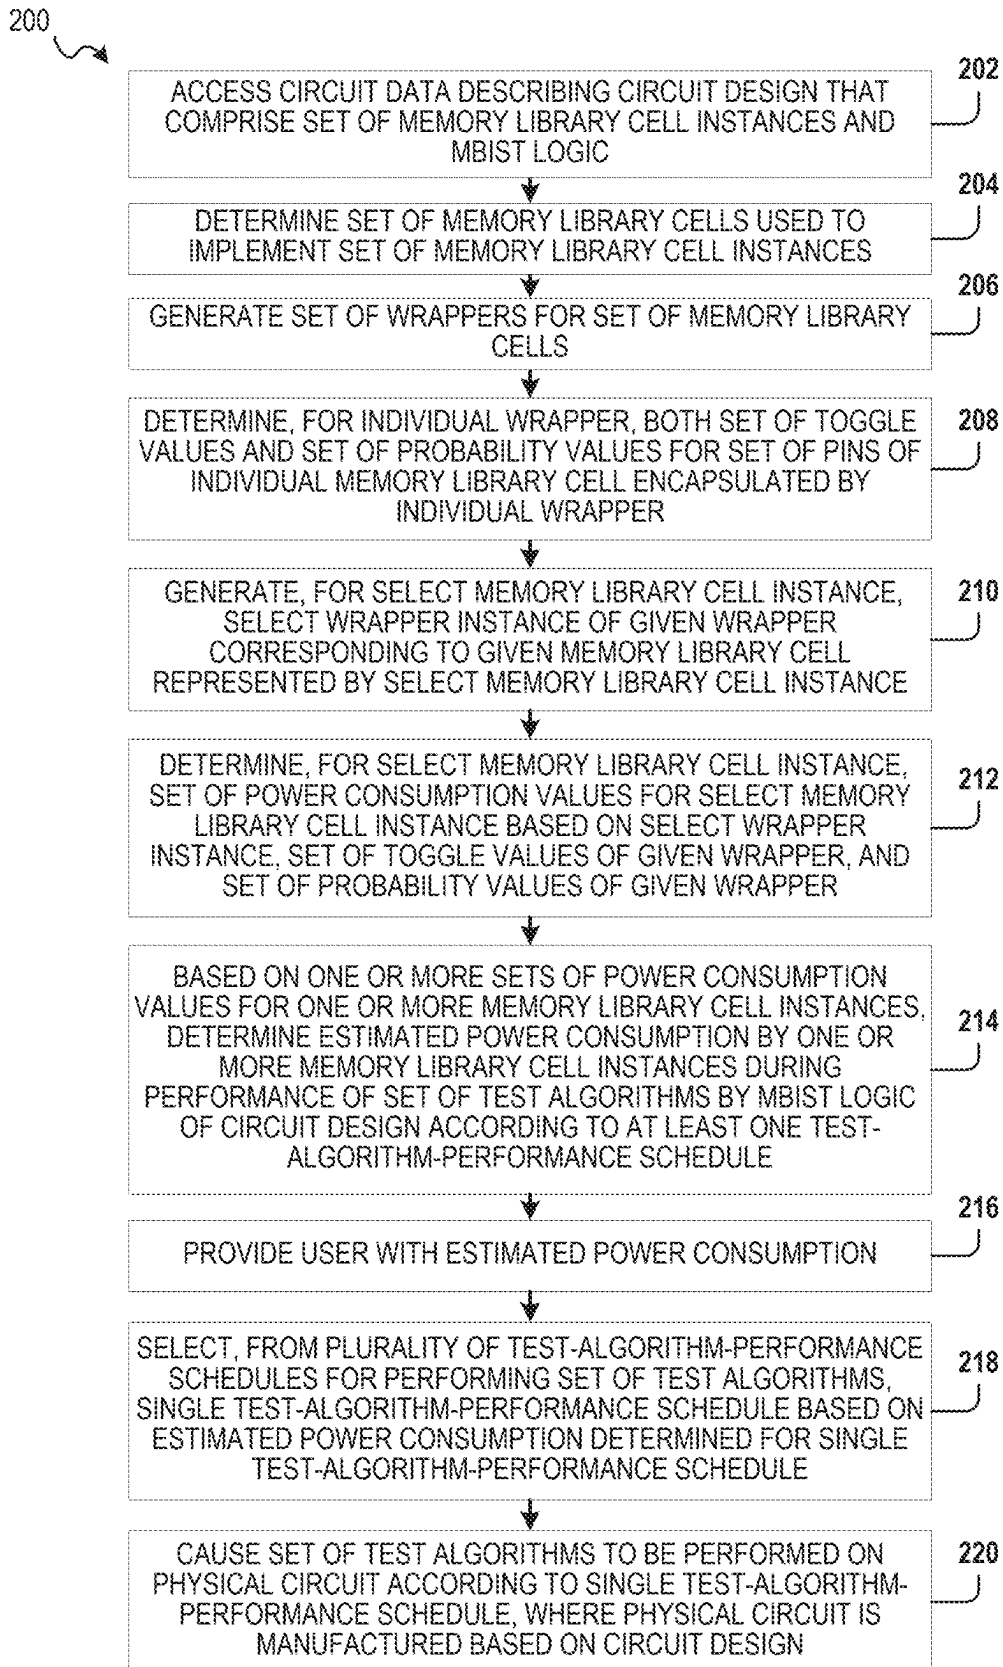 200
202
ACCESS CIRCUIT DATA DESCRIBING CIRCUIT DESIGN THAT
COMPRISE SET OF MEMORY LIBRARY CELL INSTANCES AND
MBIST LOGIC
204
DETERMINE SET OF MEMORY LIBRARY CELLS USED TO
IMPLEMENT SET OF MEMORY LIBRARY CELL INSTANCES
206
GENERATE SET OF WRAPPERS FOR SET OF MEMORY LIBRARY
CELLS
208
DETERMINE, FOR INDIVIDUAL WRAPPER, BOTH SET OF TOGGLE
VALUES AND SET OF PROBABILITY VALUES FOR SET OF PINS OF
INDIVIDUAL MEMORY LIBRARY CELL ENCAPSULATED BY
INDIVIDUAL WRAPPER
210
GENERATE, FOR SELECT MEMORY LIBRARY CELL INSTANCE,
SELECT WRAPPER INSTANCE OF GIVEN WRAPPER
CORRESPONDING TO GIVEN MEMORY LIBRARY CELL
REPRESENTED BY SELECT MEMORY LIBRARY CELL INSTANCE
212
DETERMINE, FOR SELECT MEMORY LIBRARY CELL INSTANCE,
SET OF POWER CONSUMPTION VALUES FOR SELECT MEMORY
LIBRARY CELL INSTANCE BASED ON SELECT WRAPPER
INSTANCE, SET OF TOGGLE VALUES OF GIVEN WRAPPER, AND
SET OF PROBABILITY VALUES OF GIVEN WRAPPER
214
BASED ON ONE OR MORE SETS OF POWER CONSUMPTION
VALUES FOR ONE OR MORE MEMORY LIBRARY CELL INSTANCES,
DETERMINE ESTIMATED POWER CONSUMPTION BY ONE OR
MORE MEMORY LIBRARY CELL INSTANCES DURING
PERFORMANCE OF SET OF TEST ALGORITHMS BY MBIST LOGIC
OF CIRCUIT DESIGN ACCORDING TO AT LEAST ONE TEST-
ALGORITHM-PERFORMANCE SCHEDULE
216
PROVIDE USER WITH ESTIMATED POWER CONSUMPTION
218
SELECT, FROM PLURALITY OF TEST-ALGORITHM-PERFORMANCE
SCHEDULES FOR PERFORMING SET OF TEST ALGORITHMS,
SINGLE TEST-ALGORITHM-PERFORMANCE SCHEDULE BASED ON
ESTIMATED POWER CONSUMPTION DETERMINED FOR SINGLE
TEST-ALGORITHM-PERFORMANCE SCHEDULE
220
CAUSE SET OF TEST ALGORITHMS TO BE PERFORMED ON
PHYSICAL CIRCUIT ACCORDING TO SINGLE TEST-ALGORITHM-
PERFORMANCE SCHEDULE, WHERE PHYSICAL CIRCUIT IS
MANUFACTURED BASED ON CIRCUIT DESIGN